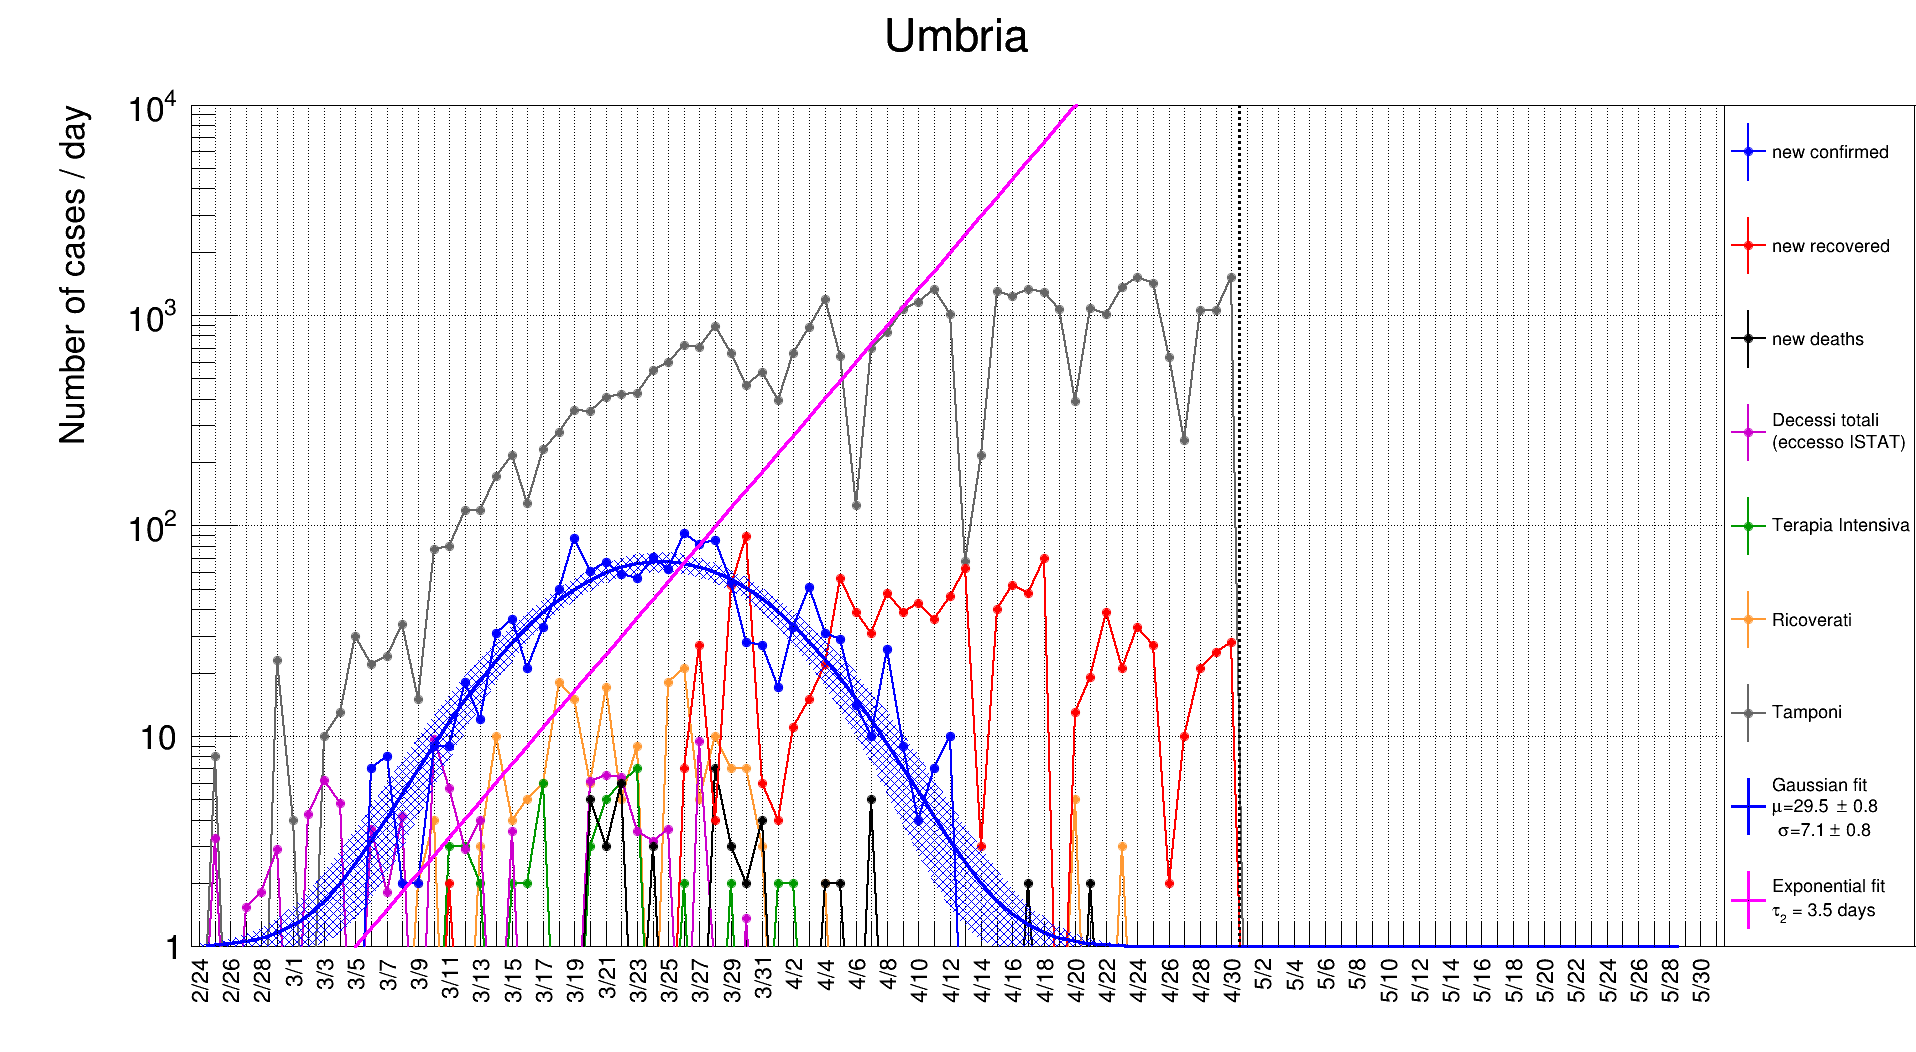 Umbria
Number of cases / day
10^4
10^3
10^2
10
1
2/24 2/26 2/28 3/1 3/3 3/5 3/7 3/9 3/11 3/13 3/15 3/17 3/19 3/21 3/23 3/25 3/27 3/29 3/31 4/2 4/4 4/6 4/8 4/10 4/12 4/14 4/16 4/18 4/20 4/22 4/24 4/26 4/28 4/30 5/2 5/4 5/6 5/8 5/10 5/12 5/14 5/16 5/18 5/20 5/22 5/24 5/26 5/28 5/30
new confirmed
new recovered
new deaths
Decessi totali
(eccesso ISTAT)
Terapia Intensiva
Ricoverati
Tamponi
Gaussian fit
μ=29.5 ± 0.8
σ=7.1 ± 0.8
Exponential fit
τ₂ = 3.5 days